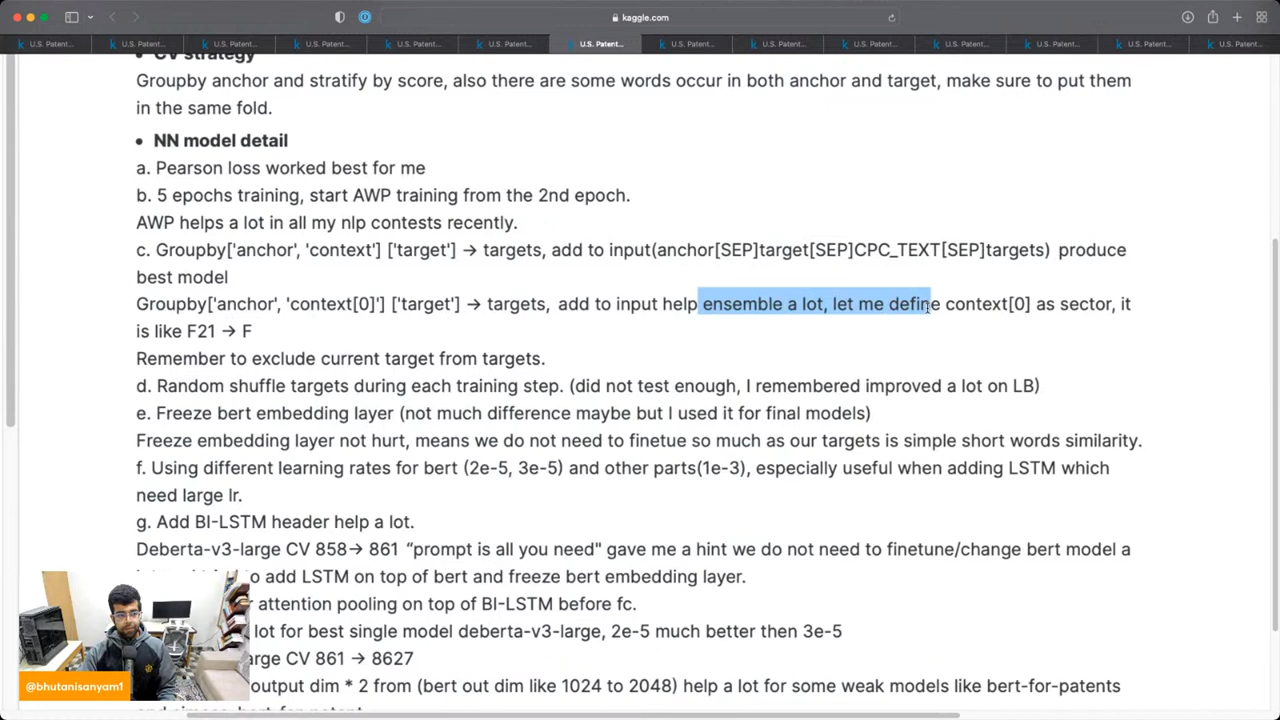 kaggle.com
U.S. Patent...
U.S. Patent...
U.S. Patent...
U.S. Patent...
U.S. Patent...
U.S. Patent...
U.S. Patent...
U.S. Patent...
U.S. Patent...
U.S. Patent...
U.S. Patent...
U.S. Patent...
U.S. Patent...
U.S. Patent...
CV strategy
Groupby anchor and stratify by score, also there are some words occur in both anchor and target, make sure to put them
in the same fold.
• NN model detail
a. Pearson loss worked best for me
b. 5 epochs training, start AWP training from the 2nd epoch.
AWP helps a lot in all my nlp contests recently.
c. Groupby['anchor', 'context'] ['target'] → targets, add to input(anchor[SEP]target[SEP]CPC_TEXT[SEP]targets) produce
best model
Groupby['anchor', 'context[0]'] ['target'] → targets, add to input help ensemble a lot, let me define context[0] as sector, it
is like F21 → F
Remember to exclude current target from targets.
d. Random shuffle targets during each training step. (did not test enough, I remembered improved a lot on LB)
e. Freeze bert embedding layer (not much difference maybe but I used it for final models)
Freeze embedding layer not hurt, means we do not need to finetue so much as our targets is simple short words similarity.
f. Using different learning rates for bert (2e-5, 3e-5) and other parts(1e-3), especially useful when adding LSTM which
need large lr.
g. Add BI-LSTM header help a lot.
Deberta-v3-large CV 858→ 861 “prompt is all you need" gave me a hint we do not need to finetune/change bert model a
to add LSTM on top of bert and freeze bert embedding layer.
attention pooling on top of BI-LSTM before fc.
lot for best single model deberta-v3-large, 2e-5 much better then 3e-5
CV 861 → 8627
output dim * 2 from (bert out dim like 1024 to 2048) help a lot for some weak models like bert-for-patents
@bhutanisanyam1